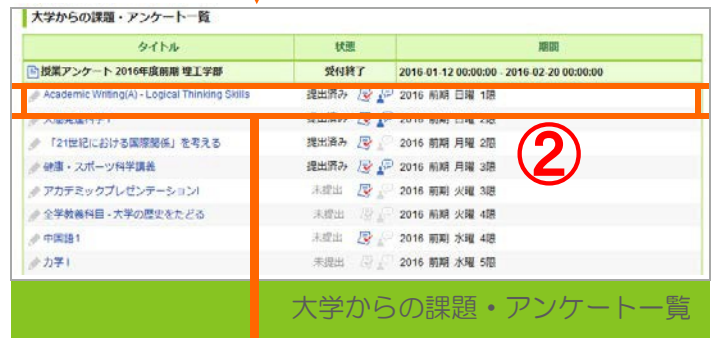 大学からの課題・アンケート一覧
タイトル 状態 期間
授業アンケート 2016年度前期 理工学部 受付終了 2016-01-12 00:00:00 - 2016-02-20 00:00:00
Academic Writing(A) - Logical Thinking Skills 提出済み 2016 前期 日曜 1限
提出済み 2016 前期 日曜 2限
「21世紀における国際関係」を考える 提出済み 2016 前期 月曜 2限
健康・スポーツ科学講義 提出済み 2016 前期 月曜 3限
アカデミックプレゼンテーションI 未提出 2016 前期 火曜 3限
全学教養科目 - 大学の歴史をたどる 未提出 2016 前期 火曜 4限
中国語1 未提出 2016 前期 水曜 4限
力学I 未提出 2016 前期 水曜 5限
②
大学からの課題・アンケート一覧